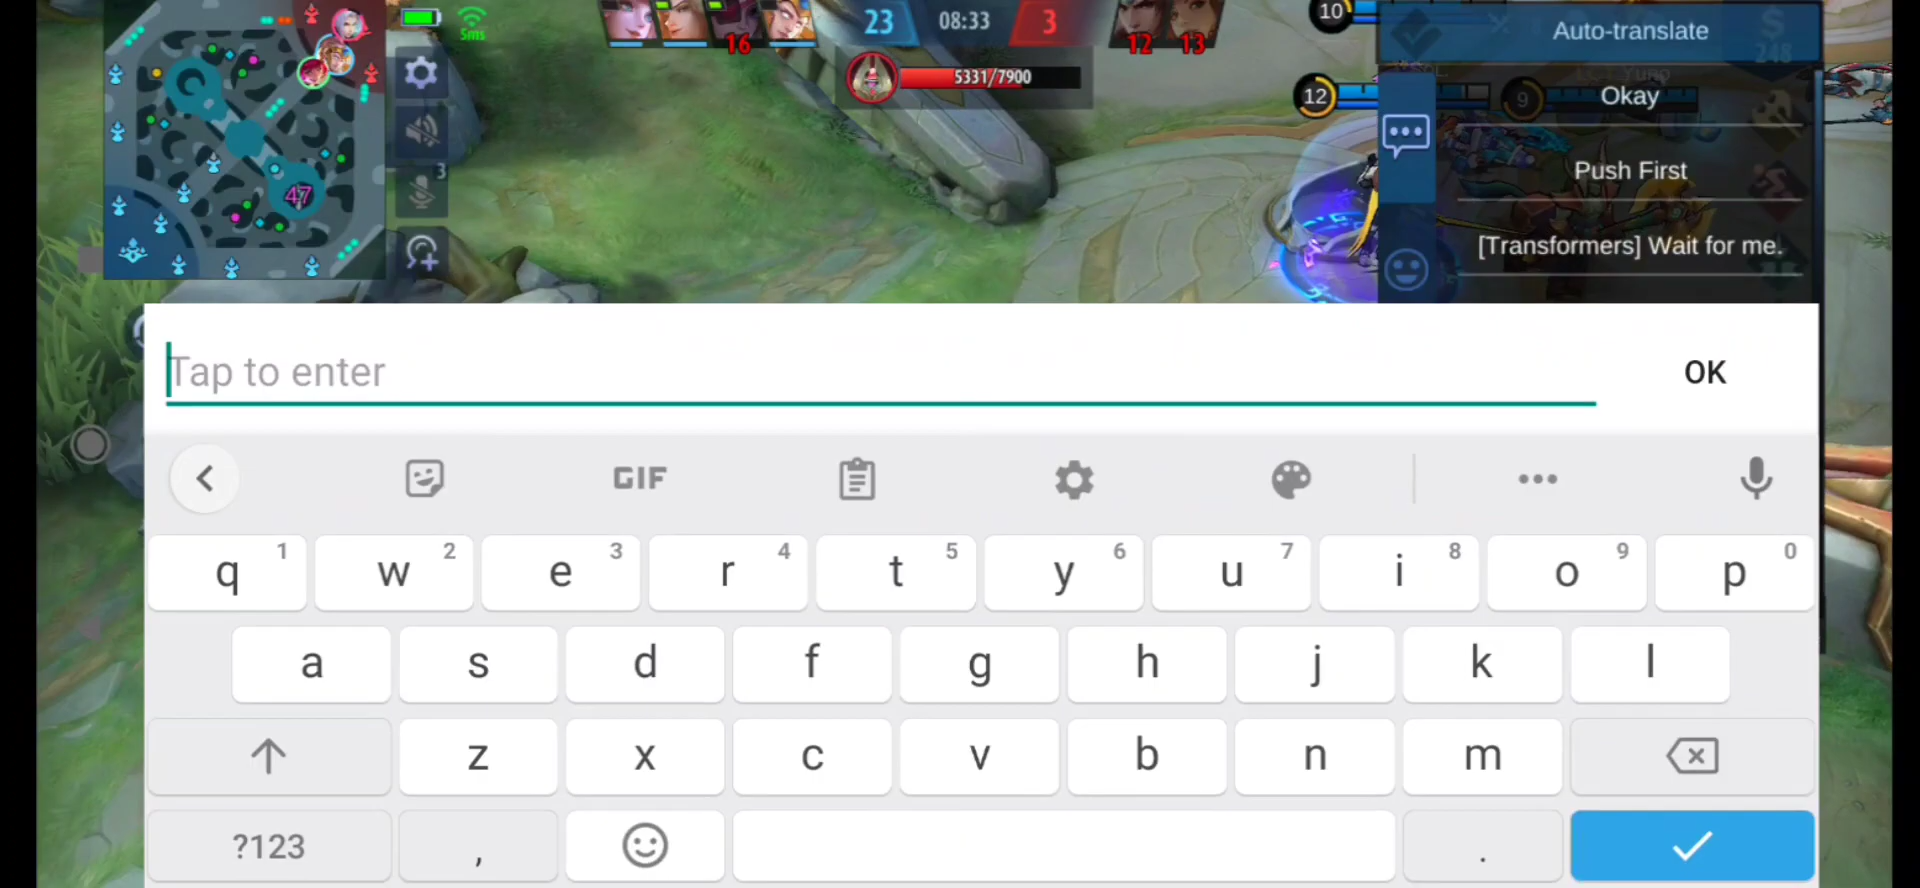 5ms
16
23
08:33
3
12
13
5331/7900
47
3
10
12
9
248
Auto-translate
Okay
Push First
[Transformers] Wait for me.
Tap to enter
OK
GIF
q 1 w 2 e 3 r 4 t 5 y 6 u 7 i 8 o 9 p 0
a s d f g h j k l
z x c v b n m
?123 , .